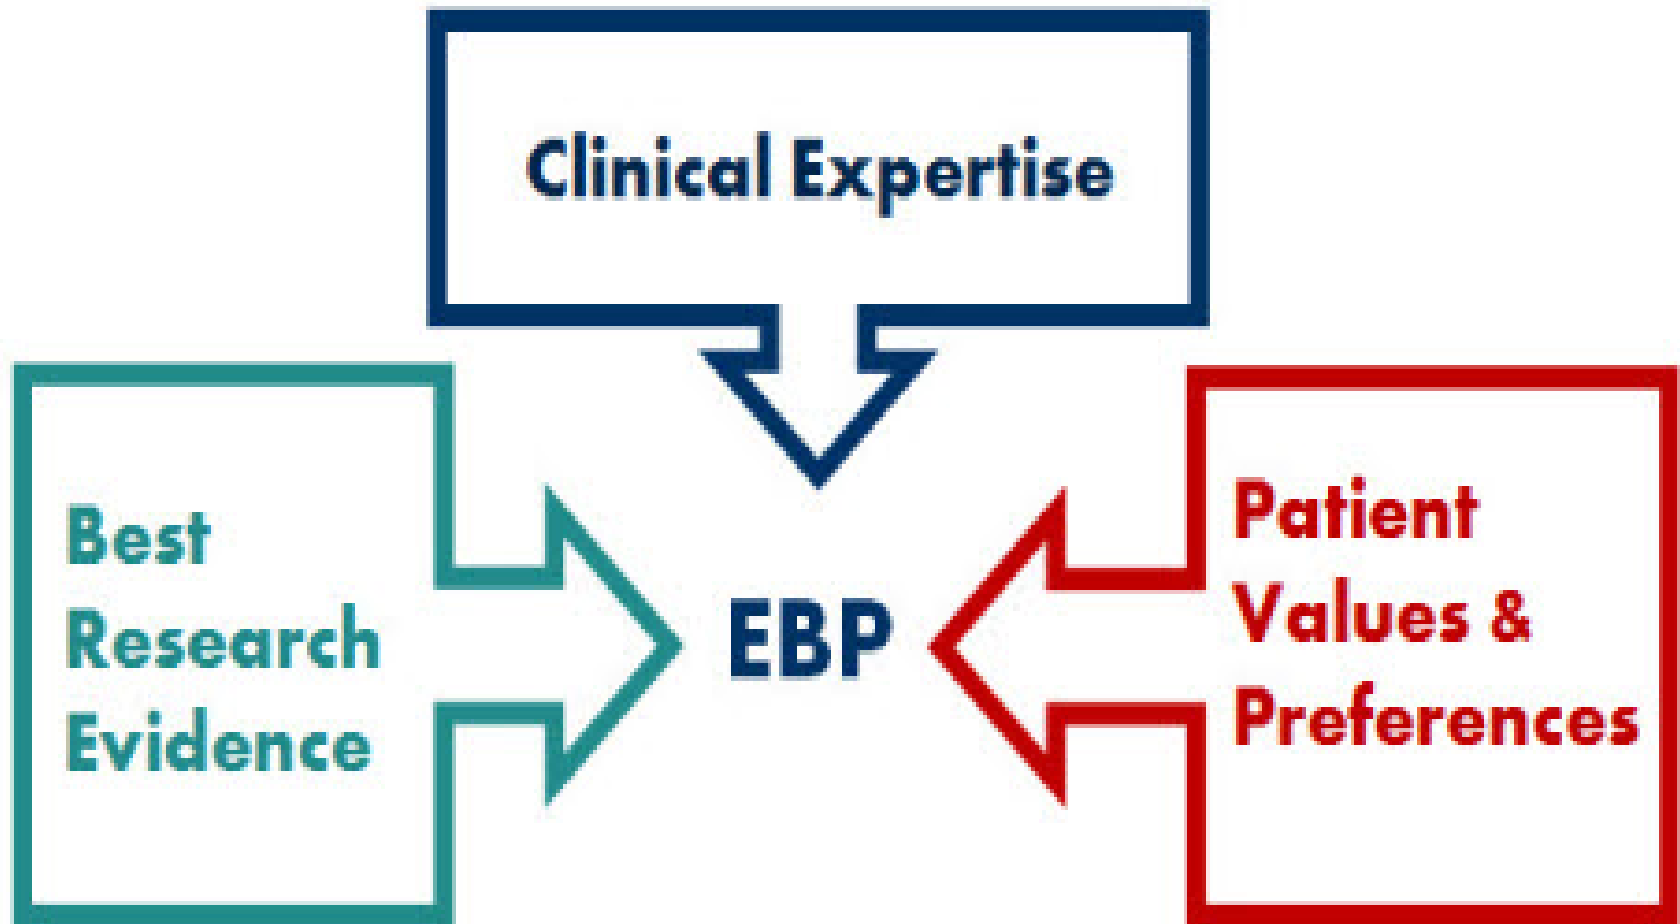 Clinical Expertise
Best
Research
Evidence
EBP
Patient
Values &
Preferences